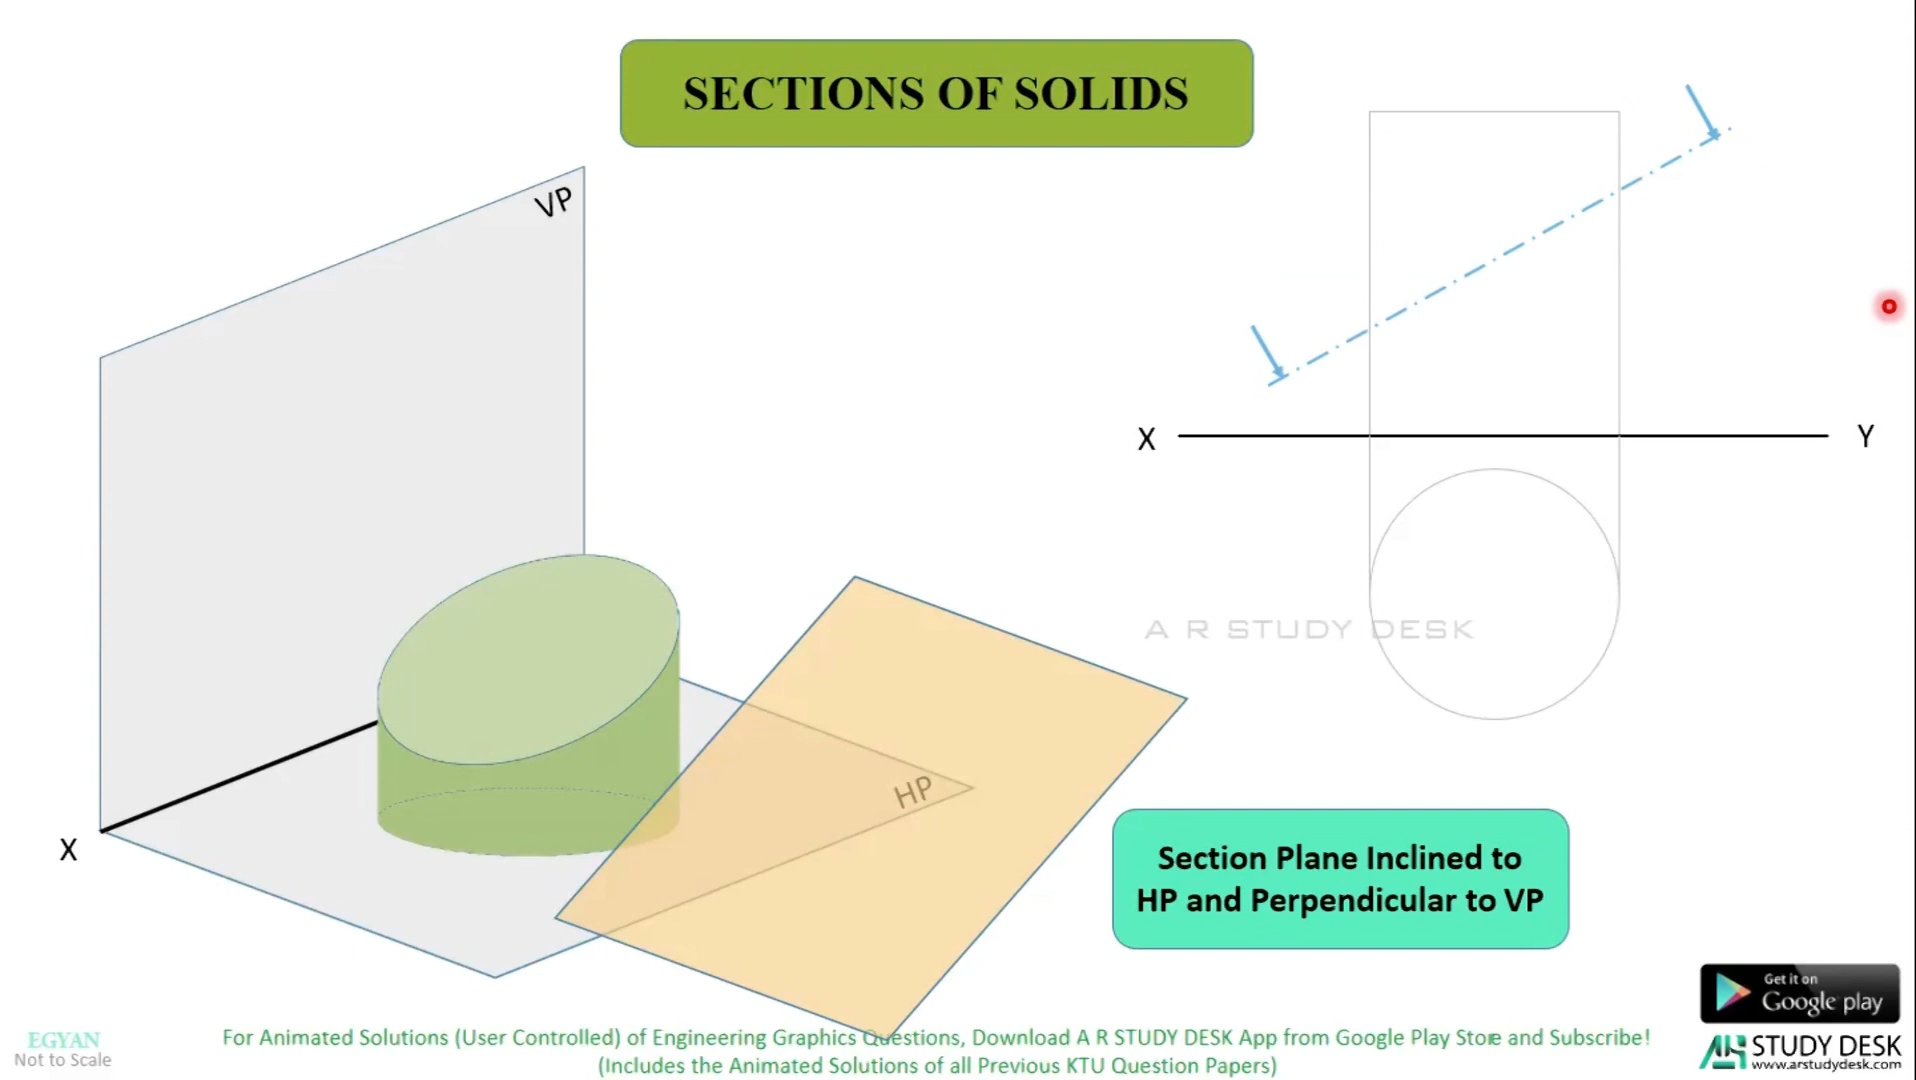 SECTIONS OF SOLIDS
VP
X
Y
A R STUDY DESK
HP
X
Section Plane Inclined to
HP and Perpendicular to VP
Get it on
Google play
EGYAN
Not to Scale
For Animated Solutions (User Controlled) of Engineering Graphics Questions, Download A R STUDY DESK App from Google Play Store and Subscribe!
(Includes the Animated Solutions of all Previous KTU Question Papers)
AR STUDY DESK
www.arstudydesk.com